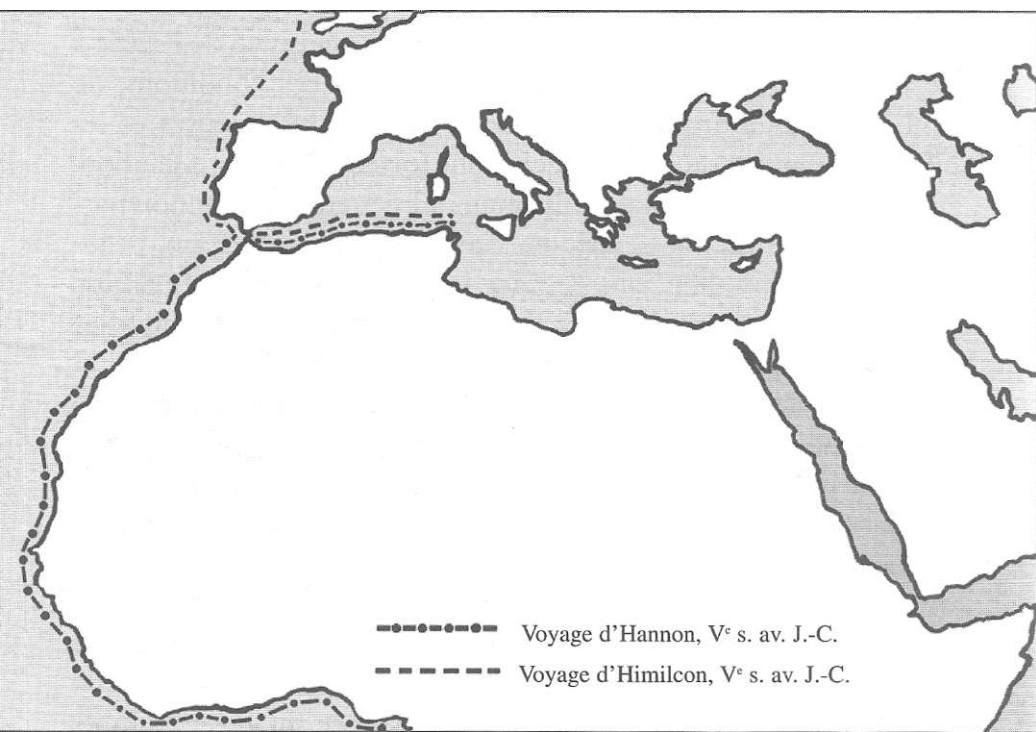 Voyage d'Hannon, Vᵉ s. av. J.-C.
Voyage d'Himilcon, Vᵉ s. av. J.-C.